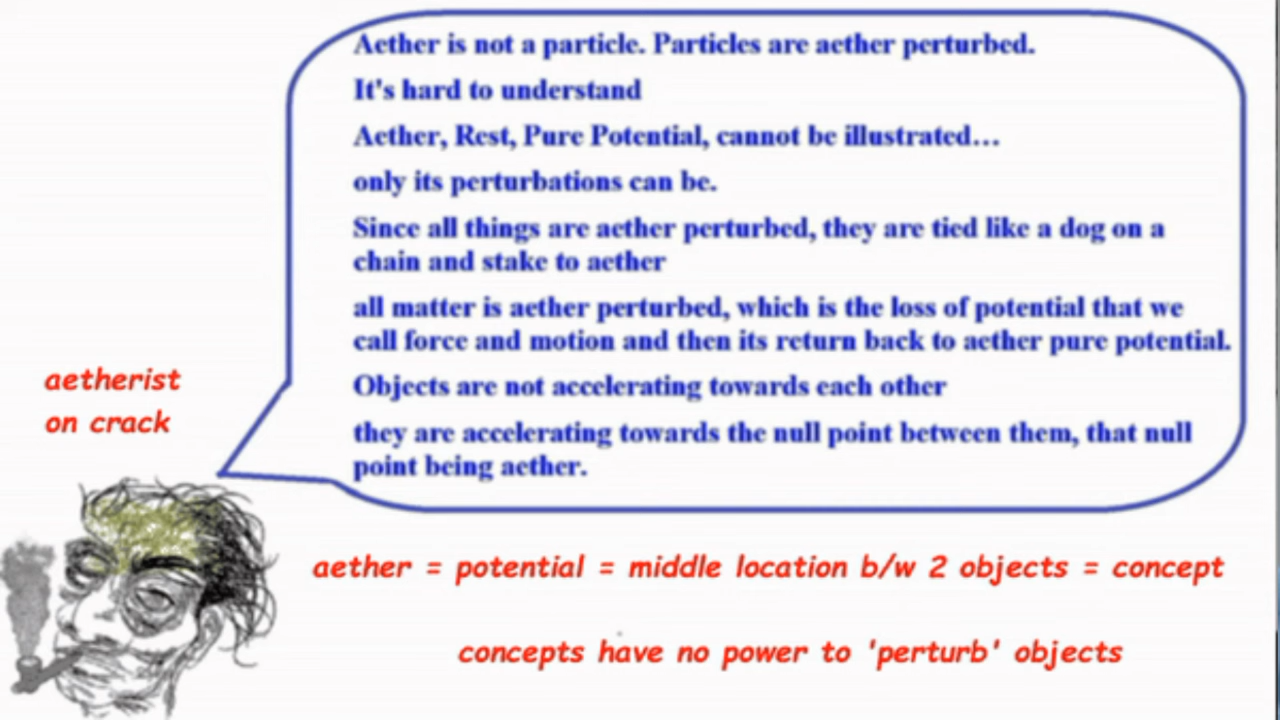 Aether is not a particle. Particles are aether perturbed.
It's hard to understand
Aether, Rest, Pure Potential, cannot be illustrated...
only its perturbations can be.
Since all things are aether perturbed, they are tied like a dog on a
chain and stake to aether
all matter is aether perturbed, which is the loss of potential that we
call force and motion and then its return back to aether pure potential.
Objects are not accelerating towards each other
they are accelerating towards the null point between them, that null
point being aether.
aetherist
on crack
aether = potential = middle location b/w 2 objects = concept
concepts have no power to 'perturb' objects